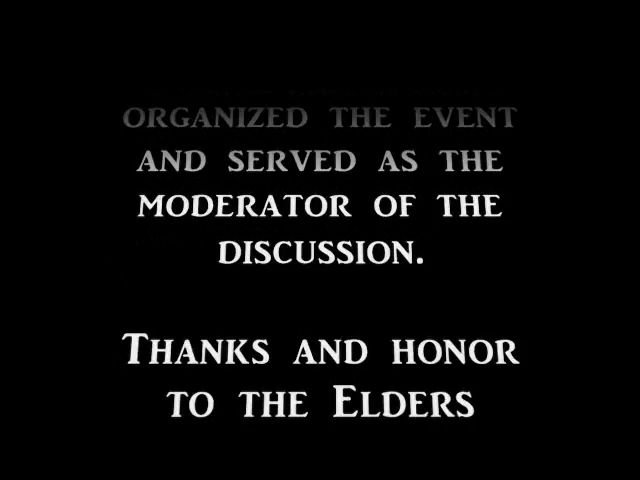 ORGANIZED THE EVENT
AND SERVED AS THE
MODERATOR OF THE
DISCUSSION.
THANKS AND HONOR
TO THE ELDERS